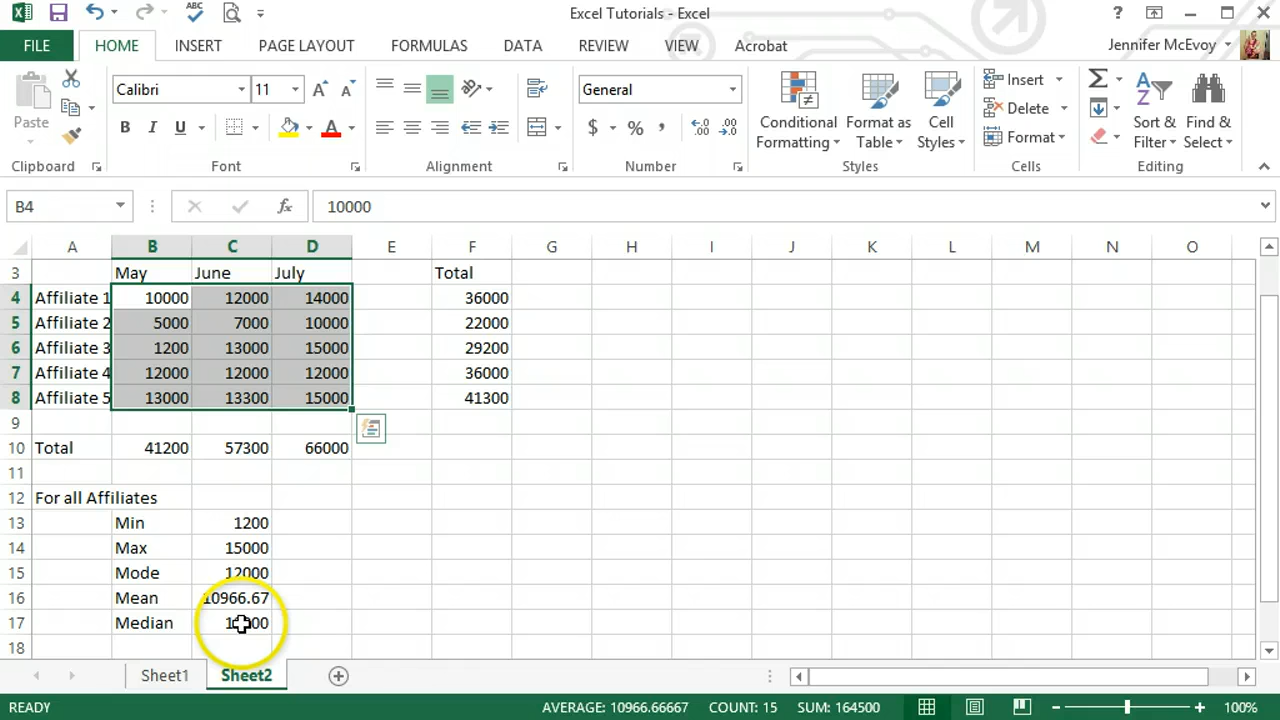 ABC
Excel Tutorials - Excel
?
FILE HOME INSERT PAGE LAYOUT FORMULAS DATA REVIEW VIEW Acrobat Jennifer McEvoy
Paste Calibri 11 A A General Conditional Formatting Format as Table Cell Styles Insert Delete Format Σ Sort & Filter Find & Select
B I U A $ % , .00 .00
Clipboard Font Alignment Number Styles Cells Editing
B4 fx 10000
A B C D E F G H I J K L M N O
3 May June July Total
4 Affiliate 1 10000 12000 14000 36000
5 Affiliate 2 5000 7000 10000 22000
6 Affiliate 3 1200 13000 15000 29200
7 Affiliate 4 12000 12000 12000 36000
8 Affiliate 5 13000 13300 15000 41300
9
10 Total 41200 57300 66000
11
12 For all Affiliates
13 Min 1200
14 Max 15000
15 Mode 12000
16 Mean 10966.67
17 Median
18
Sheet1 Sheet2
READY AVERAGE: 10966.66667 COUNT: 15 SUM: 164500 100%